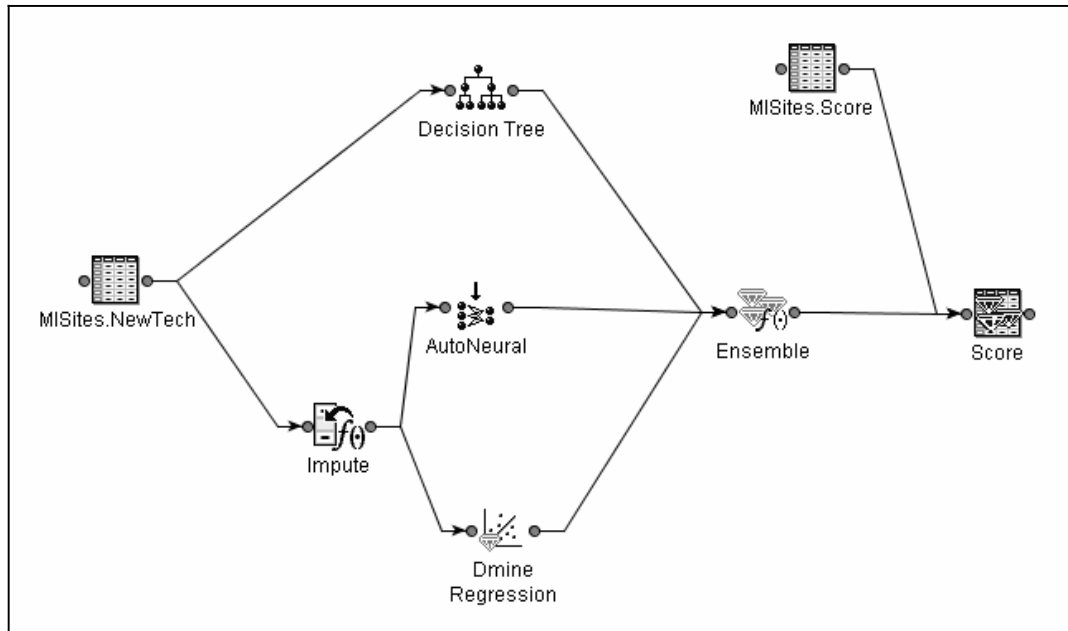 Decision Tree
MISites.Score
MISites.NewTech
AutoNeural
Ensemble
Score
Impute
Dmine
Regression